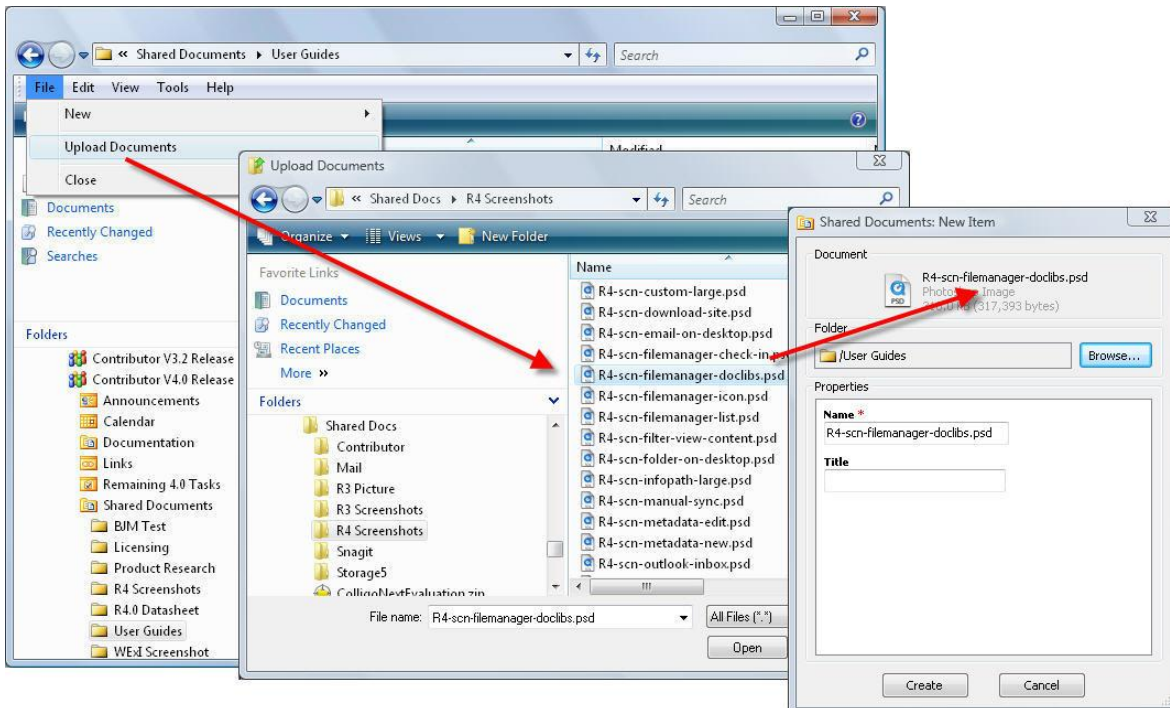 « Shared Documents ▸ User Guides
Search
File Edit View Tools Help
New
Upload Documents
Close
Modified
Documents
Recently Changed
Searches
Folders
Contributor V3.2 Release
Contributor V4.0 Release
Announcements
Calendar
Documentation
Links
Remaining 4.0 Tasks
Shared Documents
BJM Test
Licensing
Product Research
R4 Screenshots
R4.0 Datasheet
User Guides
WExI Screenshot
Upload Documents
« Shared Docs ▸ R4 Screenshots
Search
Organize Views New Folder
Favorite Links
Documents
Recently Changed
Recent Places
More »
Folders
Shared Docs
Contributor
Mail
R3 Picture
R3 Screenshots
R4 Screenshots
Snagit
Storage5
ColligoNextEvaluation.zip
Name
R4-scn-custom-large.psd
R4-scn-download-site.psd
R4-scn-email-on-desktop.psd
R4-scn-filemanager-check-in.psd
R4-scn-filemanager-doclibs.psd
R4-scn-filemanager-icon.psd
R4-scn-filemanager-list.psd
R4-scn-filter-view-content.psd
R4-scn-folder-on-desktop.psd
R4-scn-infopath-large.psd
R4-scn-manual-sync.psd
R4-scn-metadata-edit.psd
R4-scn-metadata-new.psd
R4-scn-outlook-inbox.psd
File name: R4-scn-filemanager-doclibs.psd
All Files (*.*)
Open
Shared Documents: New Item
Document
PSD
R4-scn-filemanager-doclibs.psd
Image
(317,393 bytes)
Folder
/User Guides
Browse...
Properties
Name *
R4-scn-filemanager-doclibs.psd
Title
Create Cancel